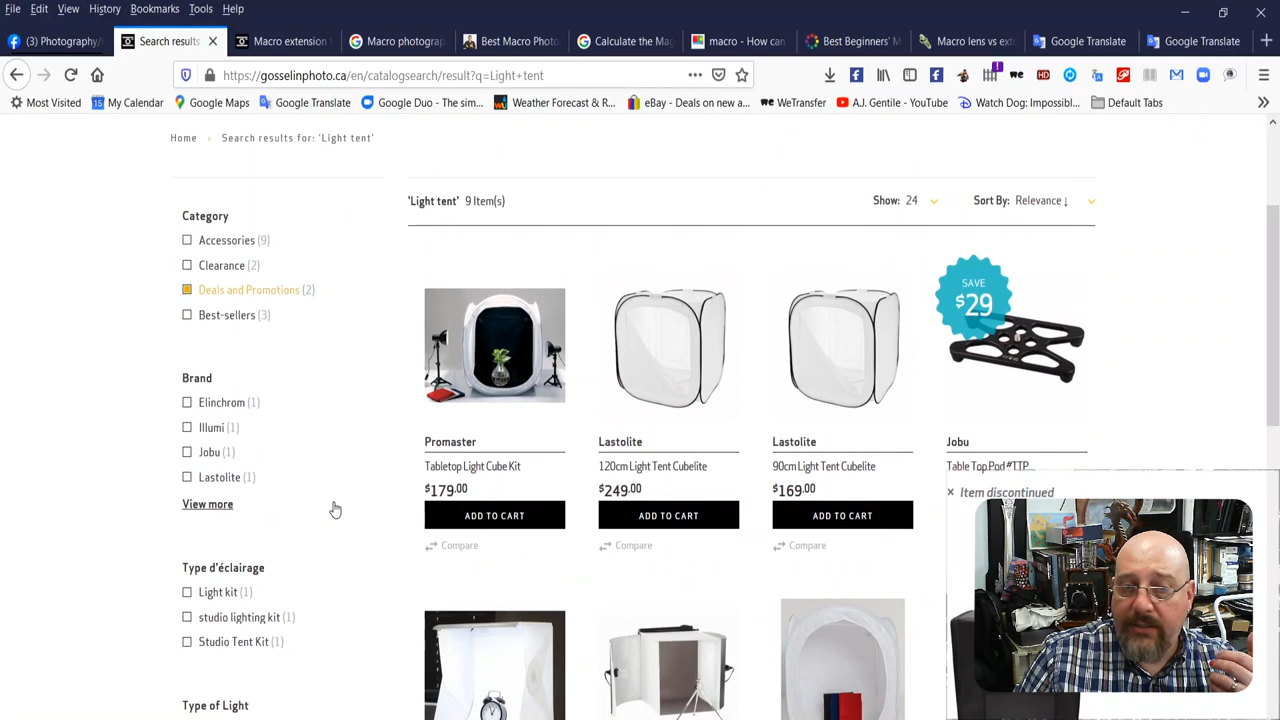 File Edit View History Bookmarks Tools Help
(3) Photography/ Search results Macro extension Macro photograp Best Macro Pho Calculate the Mag macro - How can Best Beginners' M Macro lens vs exte Google Translate Google Translate
https://gosselinphoto.ca/en/catalogsearch/result?q=Light+tent
Most Visited My Calendar Google Maps Google Translate Google Duo - The sim... Weather Forecast & R... eBay - Deals on new a... WeTransfer A.J. Gentile - YouTube Watch Dog: Impossibl... Default Tabs
Home Search results for: 'Light tent'
'Light tent' 9 Item(s) Show: 24 Sort By: Relevance ↓
Category
Accessories (9)
Clearance (2)
Deals and Promotions (2)
Best-sellers (3)
Brand
Elinchrom (1)
Illumi (1)
Jobu (1)
Lastolite (1)
View more
Type d'éclairage
Light kit (1)
studio lighting kit (1)
Studio Tent Kit (1)
Type of Light
SAVE
$29
Promaster Lastolite Lastolite Jobu
Tabletop Light Cube Kit 120cm Light Tent Cubelite 90cm Light Tent Cubelite Table Top Pod #TTP
$179.00 $249.00 $169.00 × Item discontinued
ADD TO CART ADD TO CART ADD TO CART
Compare Compare Compare